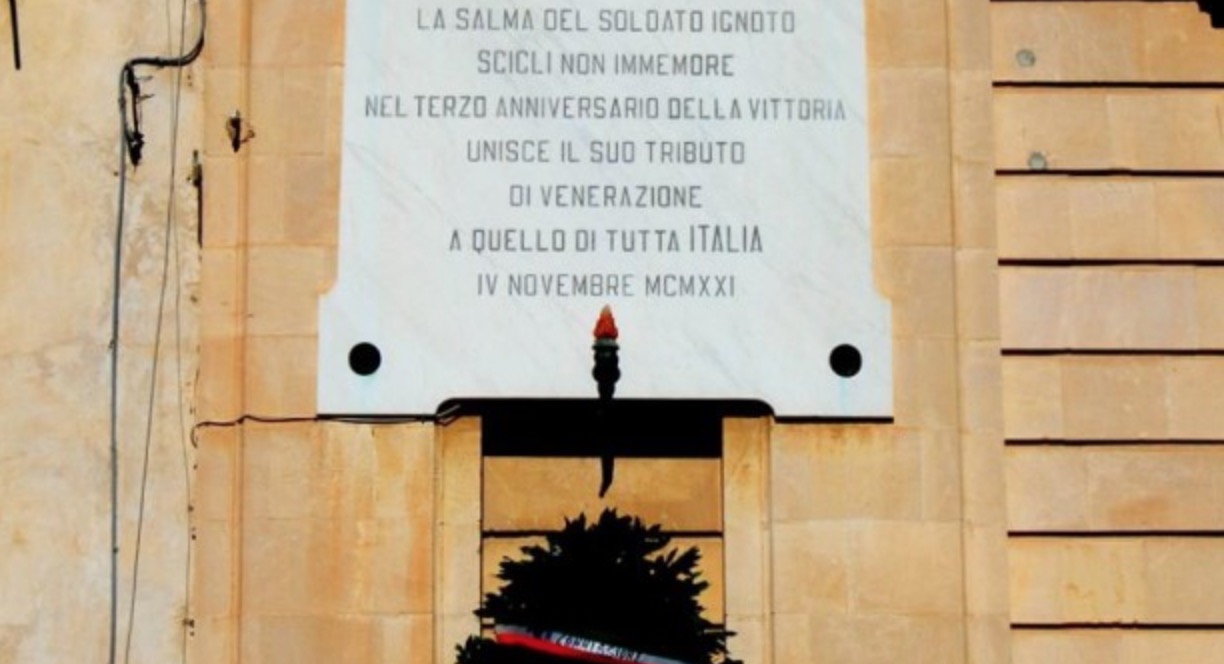 LA SALMA DEL SOLDATO IGNOTO
SCICLI NON IMMEMORE
NEL TERZO ANNIVERSARIO DELLA VITTORIA
UNISCE IL SUO TRIBUTO
DI VENERAZIONE
A QUELLO DI TUTTA ITALIA
IV NOVEMBRE MCMXXI